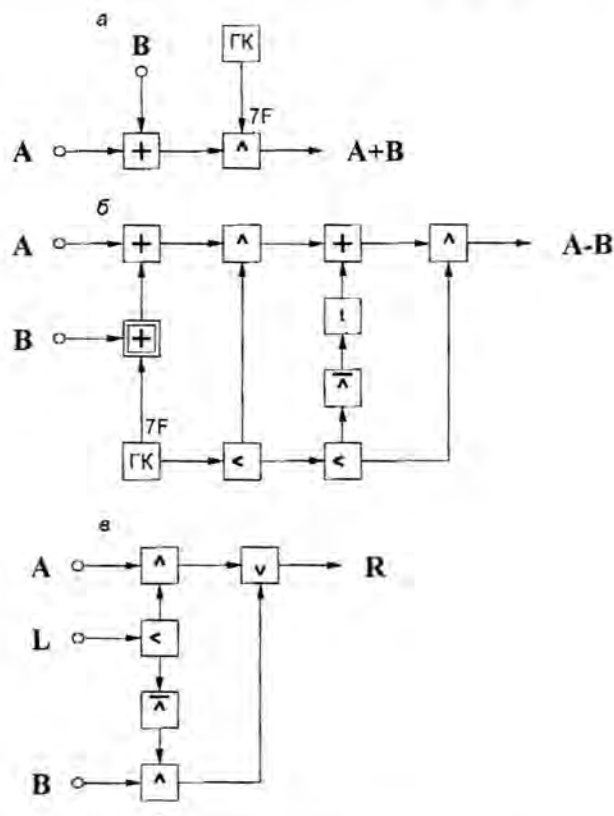 а
B
ГК
7F
A + ^ A+B
б
A + ^ + ^ A-B
B +
^
7F
ГК < <
в
A ^ v R
L <
^
B ^